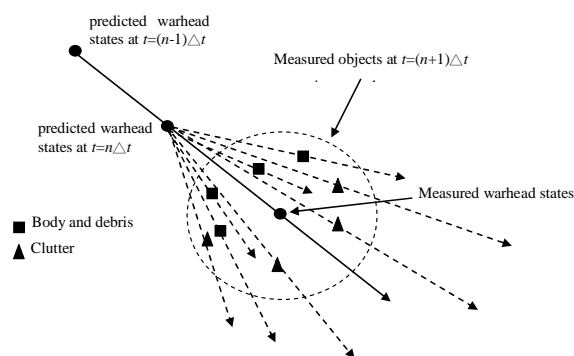 predicted warhead
states at t=(n-1)△t
Measured objects at t=(n+1)△t
predicted warhead
states at t=n△t
Measured warhead states
Body and debris
Clutter